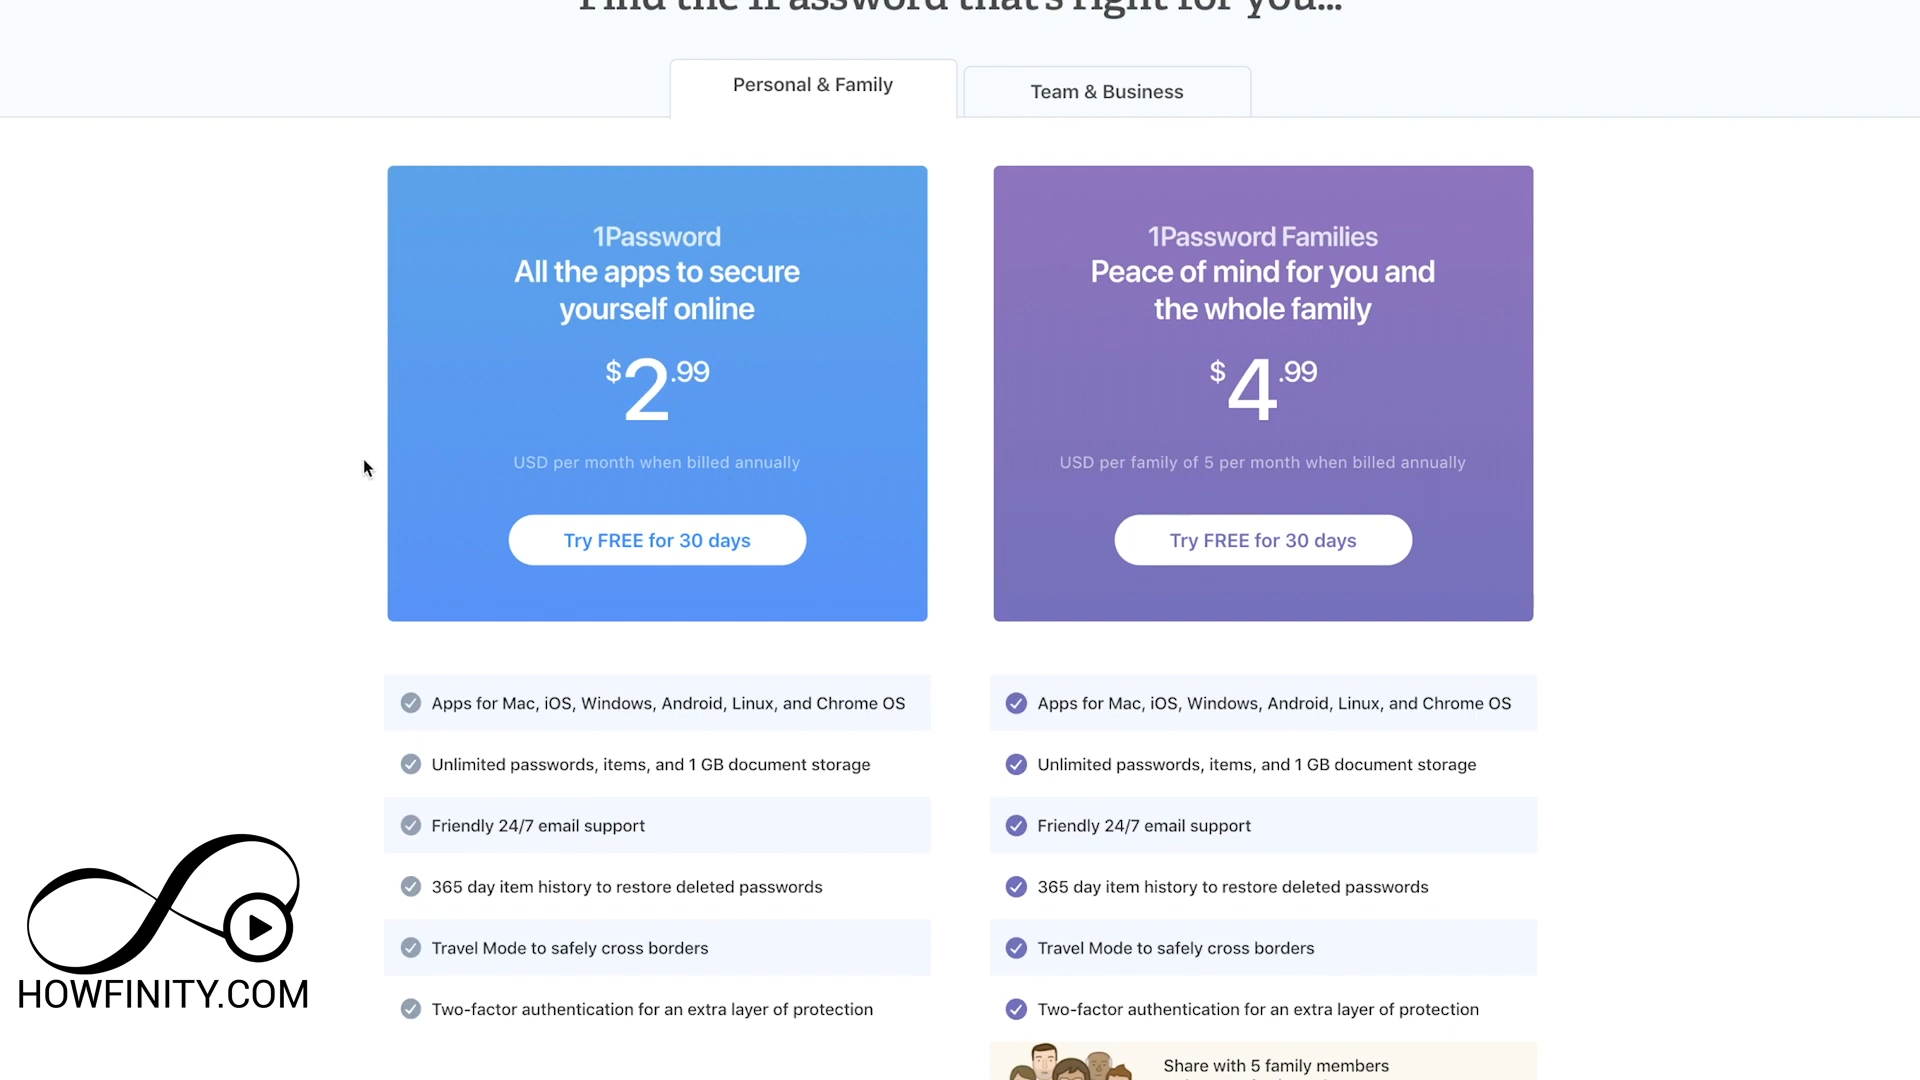 Find the 1Password that's right for you...
Personal & Family
Team & Business
1Password
All the apps to secure
yourself online
$2.99
USD per month when billed annually
Try FREE for 30 days
1Password Families
Peace of mind for you and
the whole family
$4.99
USD per family of 5 per month when billed annually
Try FREE for 30 days
Apps for Mac, iOS, Windows, Android, Linux, and Chrome OS
Unlimited passwords, items, and 1 GB document storage
Friendly 24/7 email support
365 day item history to restore deleted passwords
Travel Mode to safely cross borders
Two-factor authentication for an extra layer of protection
Apps for Mac, iOS, Windows, Android, Linux, and Chrome OS
Unlimited passwords, items, and 1 GB document storage
Friendly 24/7 email support
365 day item history to restore deleted passwords
Travel Mode to safely cross borders
Two-factor authentication for an extra layer of protection
Share with 5 family members
HOWFINITY.COM